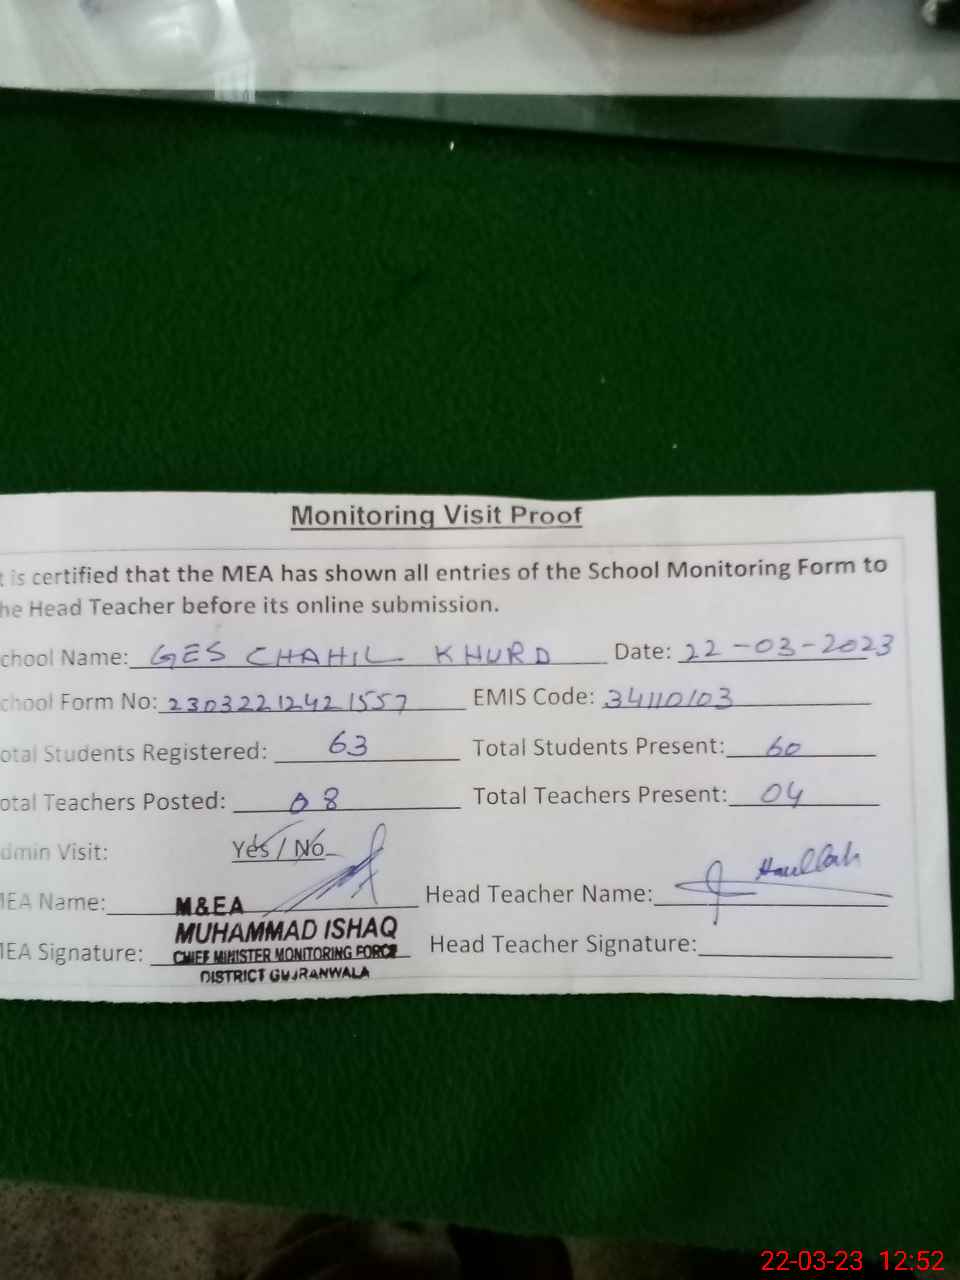 Monitoring Visit Proof
t is certified that the MEA has shown all entries of the School Monitoring Form to
he Head Teacher before its online submission.
chool Name: GES CHAHIL KHURD Date: 22-03-2023
chool Form No: 23032212421557 EMIS Code: 34110103
otal Students Registered: 63 Total Students Present: 60
otal Teachers Posted: 08 Total Teachers Present: 04
dmin Visit: Yes / No
MEA Name: M&EA Head Teacher Name:
MUHAMMAD ISHAQ
MEA Signature: CHIEF MINISTER MONITORING FORCE Head Teacher Signature:
DISTRICT GUJRANWALA
22-03-23 12:52